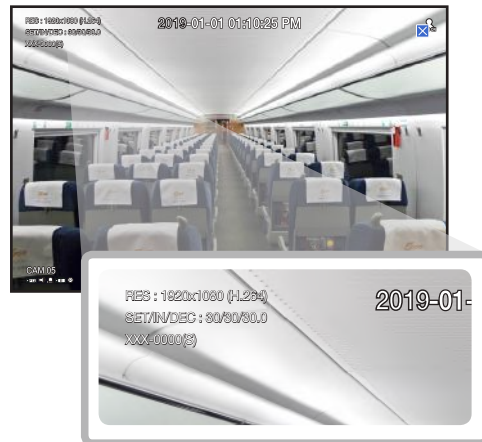 RES : 1920x1080 (H.264)
SET/IN/DEC : 30/30/30.0
XXX-0000(S)
2019-01-01 01:10:25 PM
CAM.05
RES : 1920x1080 (H.264)
SET/IN/DEC : 30/30/30.0
XXX-0000(S)
2019-01-